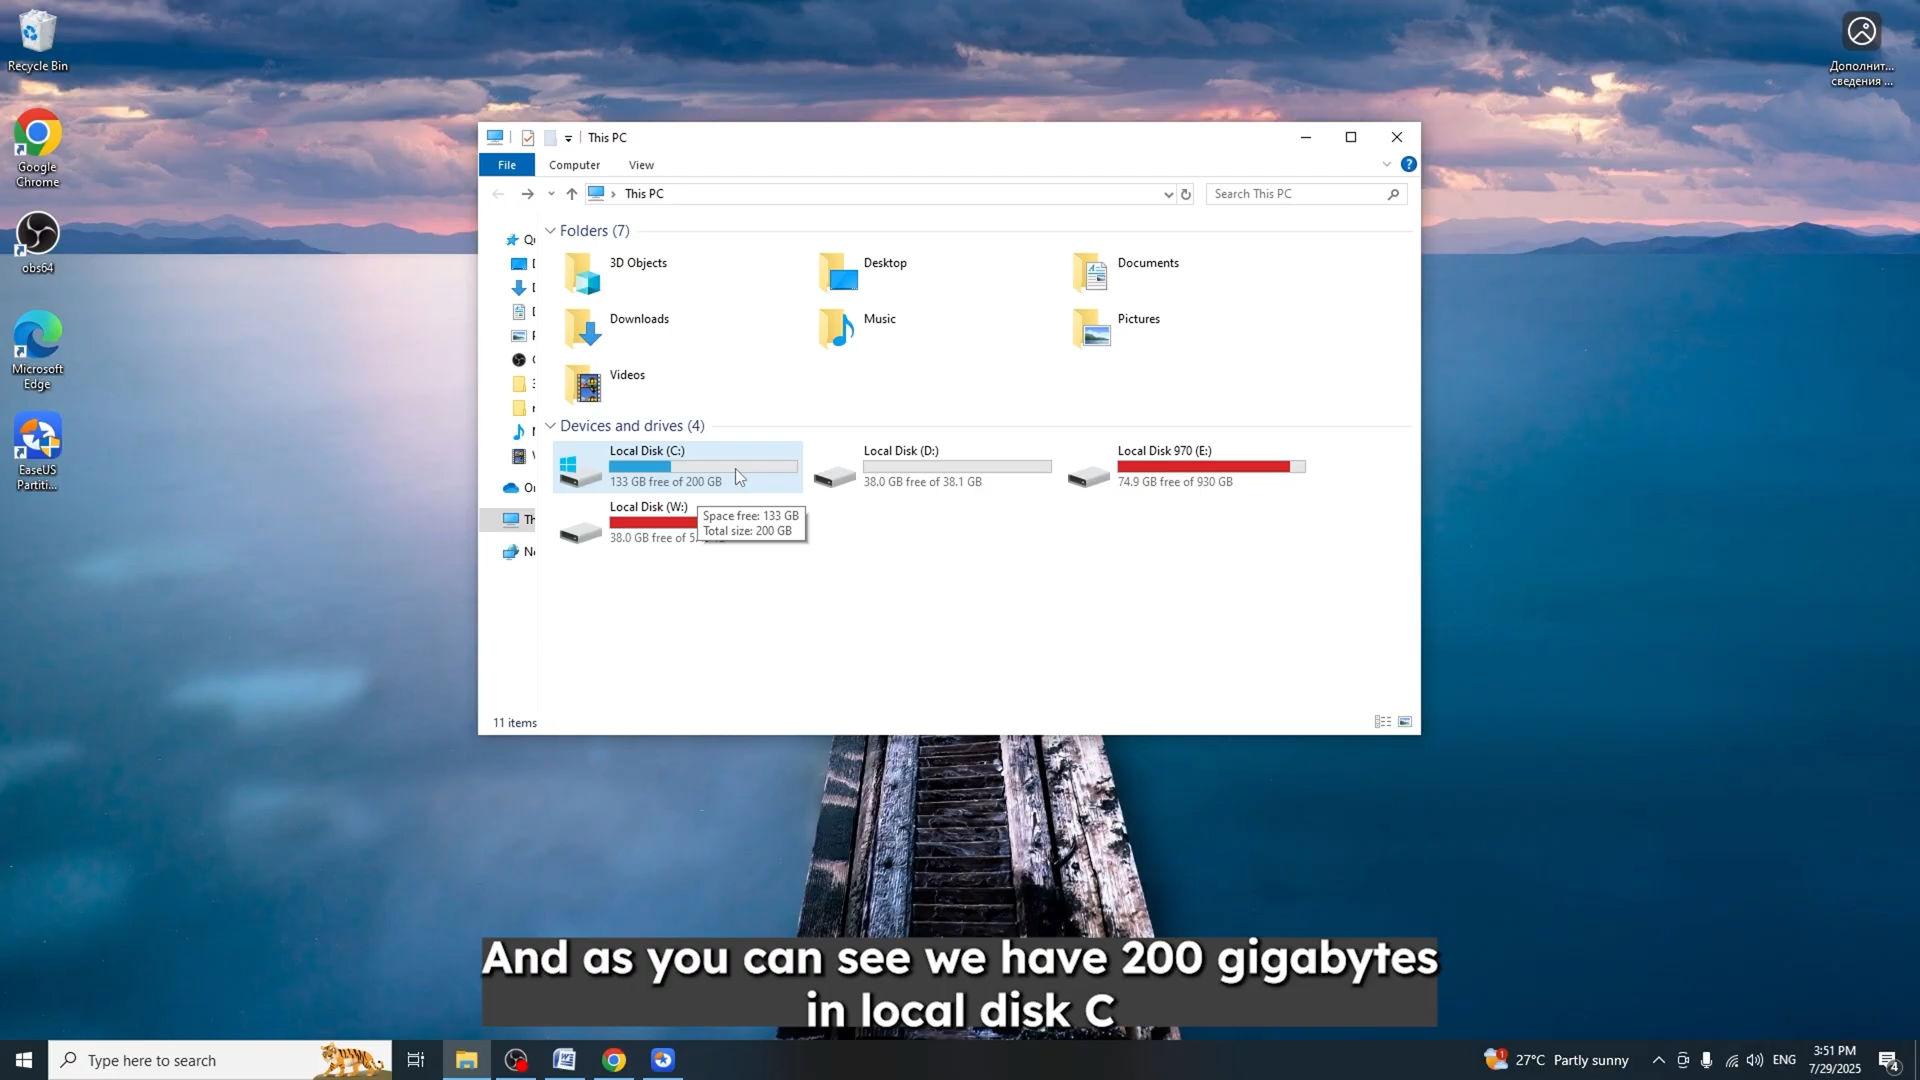 Recycle Bin
Дополнит...
сведения ...
Google
Chrome
obs64
Microsoft
Edge
EaseUS
Partiti...
This PC
File
Computer
View
This PC
Search This PC
Folders (7)
3D Objects
Desktop
Documents
Downloads
Music
Pictures
Videos
Devices and drives (4)
Local Disk (C:)
133 GB free of 200 GB
Local Disk (D:)
38.0 GB free of 38.1 GB
Local Disk 970 (E:)
74.9 GB free of 930 GB
Local Disk (W:)
38.0 GB free of 5
Space free: 133 GB
Total size: 200 GB
11 items
And as you can see we have 200 gigabytes
in local disk C
Type here to search
27°C Partly sunny
ENG
3:51 PM
7/29/2025
4